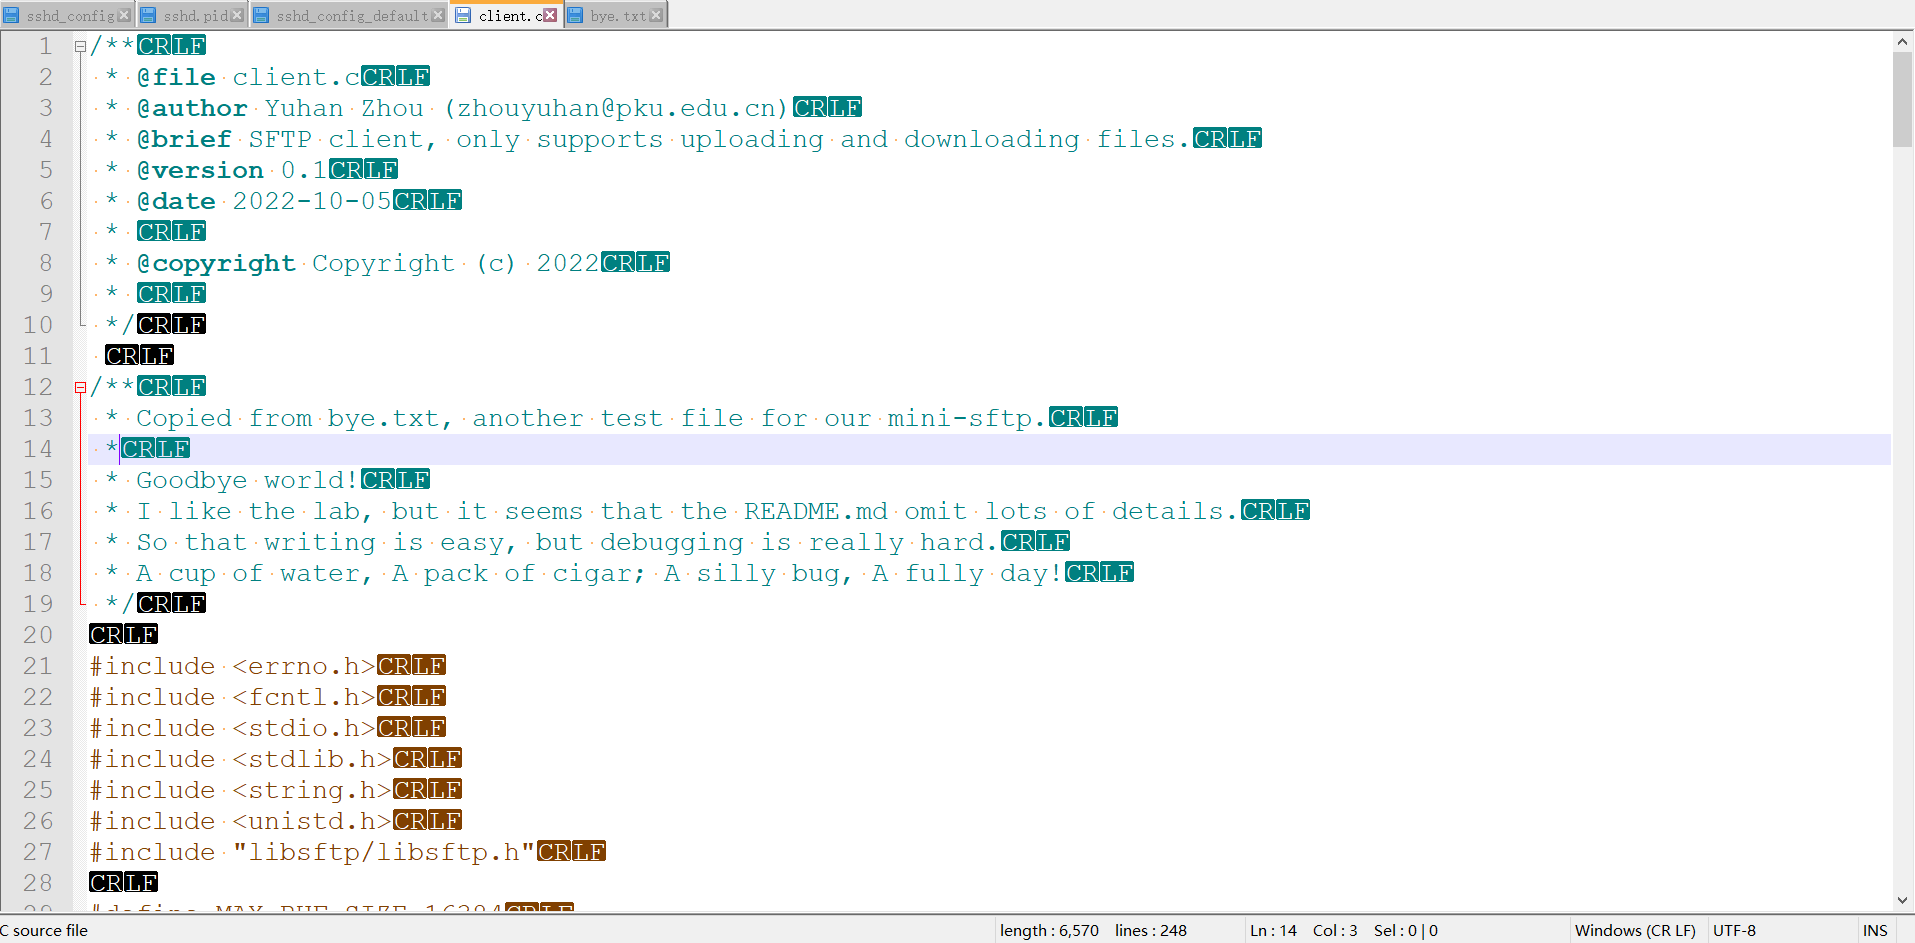 sshd_config sshd.pid sshd_config_default client.c bye.txt
1 /**CRLF
2 * @file client.cCRLF
3 * @author Yuhan Zhou (zhouyuhan@pku.edu.cn)CRLF
4 * @brief SFTP client, only supports uploading and downloading files.CRLF
5 * @version 0.1CRLF
6 * @date 2022-10-05CRLF
7 * CRLF
8 * @copyright Copyright (c) 2022CRLF
9 * CRLF
10 */CRLF
11 CRLF
12 /**CRLF
13 * Copied from bye.txt, another test file for our mini-sftp.CRLF
14 *CRLF
15 * Goodbye world!CRLF
16 * I like the lab, but it seems that the README.md omit lots of details.CRLF
17 * So that writing is easy, but debugging is really hard.CRLF
18 * A cup of water, A pack of cigar; A silly bug, A fully day!CRLF
19 */CRLF
20 CRLF
21 #include <errno.h>CRLF
22 #include <fcntl.h>CRLF
23 #include <stdio.h>CRLF
24 #include <stdlib.h>CRLF
25 #include <string.h>CRLF
26 #include <unistd.h>CRLF
27 #include "libsftp/libsftp.h"CRLF
28 CRLF
29 #define MAX_BUF_SIZE 16384CRLF
C source file length : 6,570 lines : 248 Ln : 14 Col : 3 Sel : 0 | 0 Windows (CR LF) UTF-8 INS